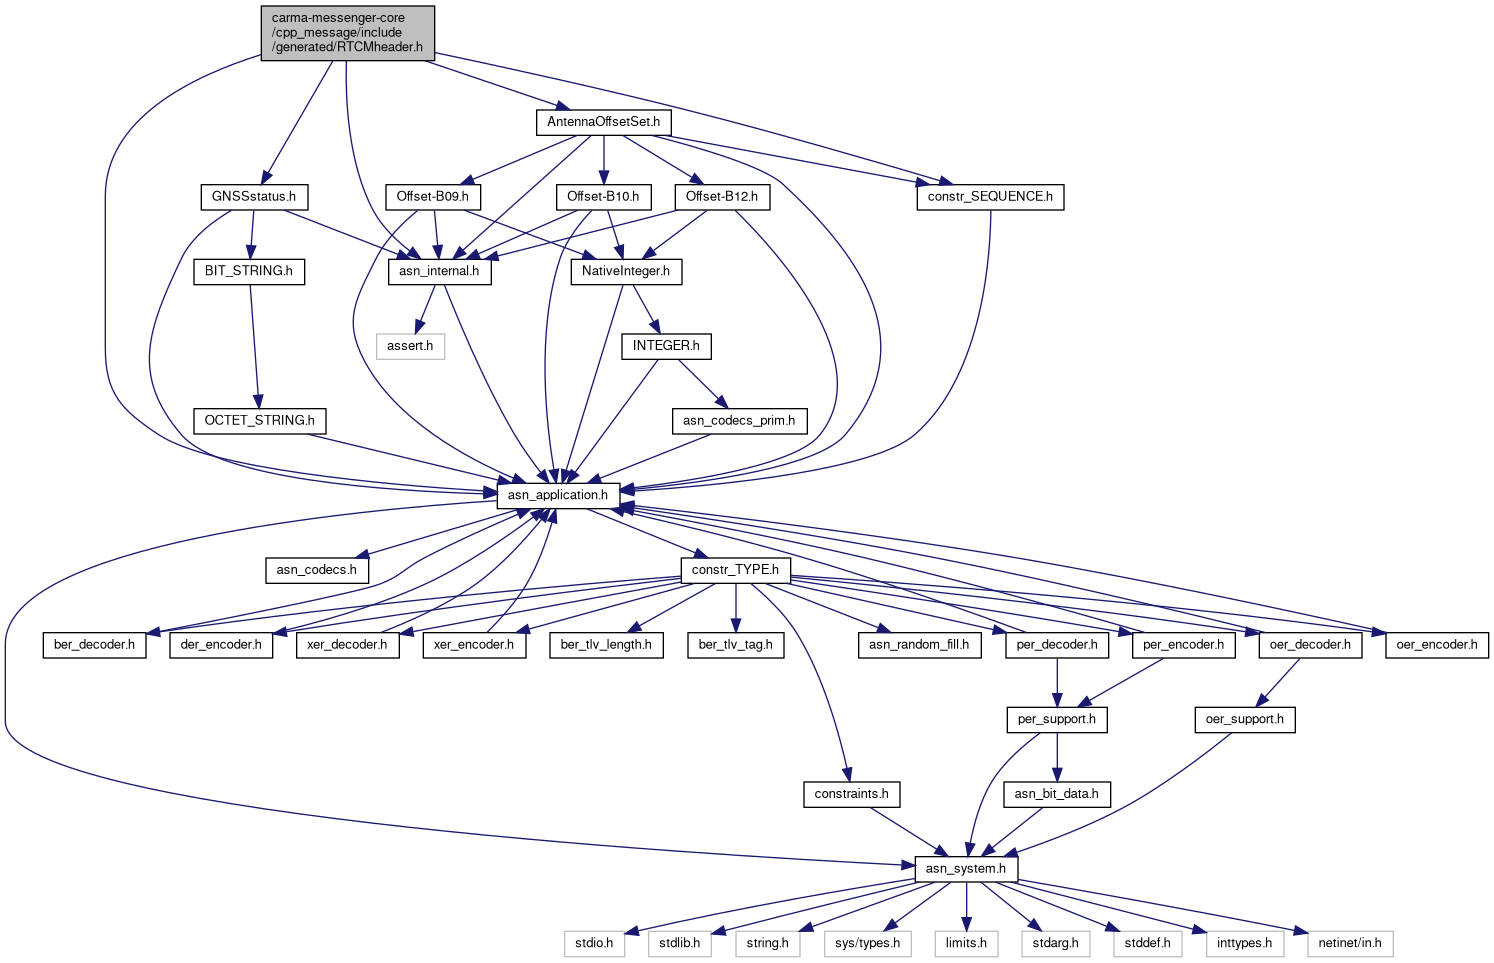 carma-messenger-core
/cpp_message/include
/generated/RTCMheader.h
AntennaOffsetSet.h
GNSSstatus.h
Offset-B09.h
Offset-B10.h
Offset-B12.h
constr_SEQUENCE.h
BIT_STRING.h
asn_internal.h
NativeInteger.h
assert.h
INTEGER.h
OCTET_STRING.h
asn_codecs_prim.h
asn_application.h
asn_codecs.h
constr_TYPE.h
ber_decoder.h
der_encoder.h
xer_decoder.h
xer_encoder.h
ber_tlv_length.h
ber_tlv_tag.h
asn_random_fill.h
per_decoder.h
per_encoder.h
oer_decoder.h
oer_encoder.h
per_support.h
oer_support.h
constraints.h
asn_bit_data.h
asn_system.h
stdio.h
stdlib.h
string.h
sys/types.h
limits.h
stdarg.h
stddef.h
inttypes.h
netinet/in.h